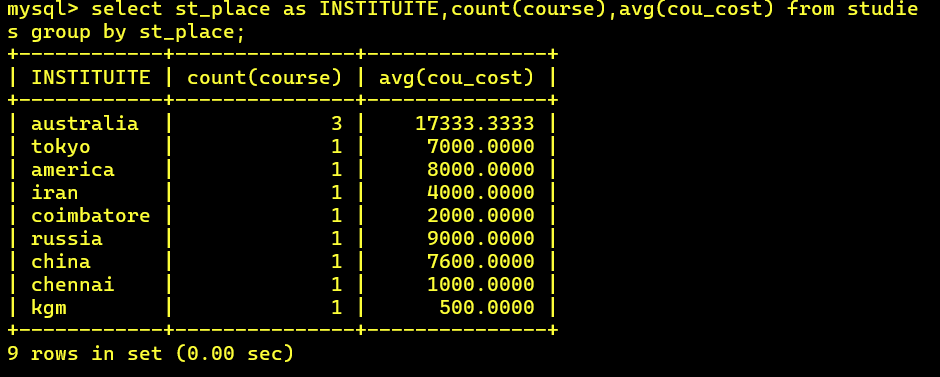 mysql> select st_place as INSTITUITE,count(course),avg(cou_cost) from studie
s group by st_place;
+------------+---------------+---------------+
| INSTITUITE | count(course) | avg(cou_cost) |
+------------+---------------+---------------+
| australia  |             3 |    17333.3333 |
| tokyo      |             1 |     7000.0000 |
| america    |             1 |     8000.0000 |
| iran       |             1 |     4000.0000 |
| coimbatore |             1 |     2000.0000 |
| russia     |             1 |     9000.0000 |
| china      |             1 |     7600.0000 |
| chennai    |             1 |     1000.0000 |
| kgm        |             1 |      500.0000 |
+------------+---------------+---------------+
9 rows in set (0.00 sec)